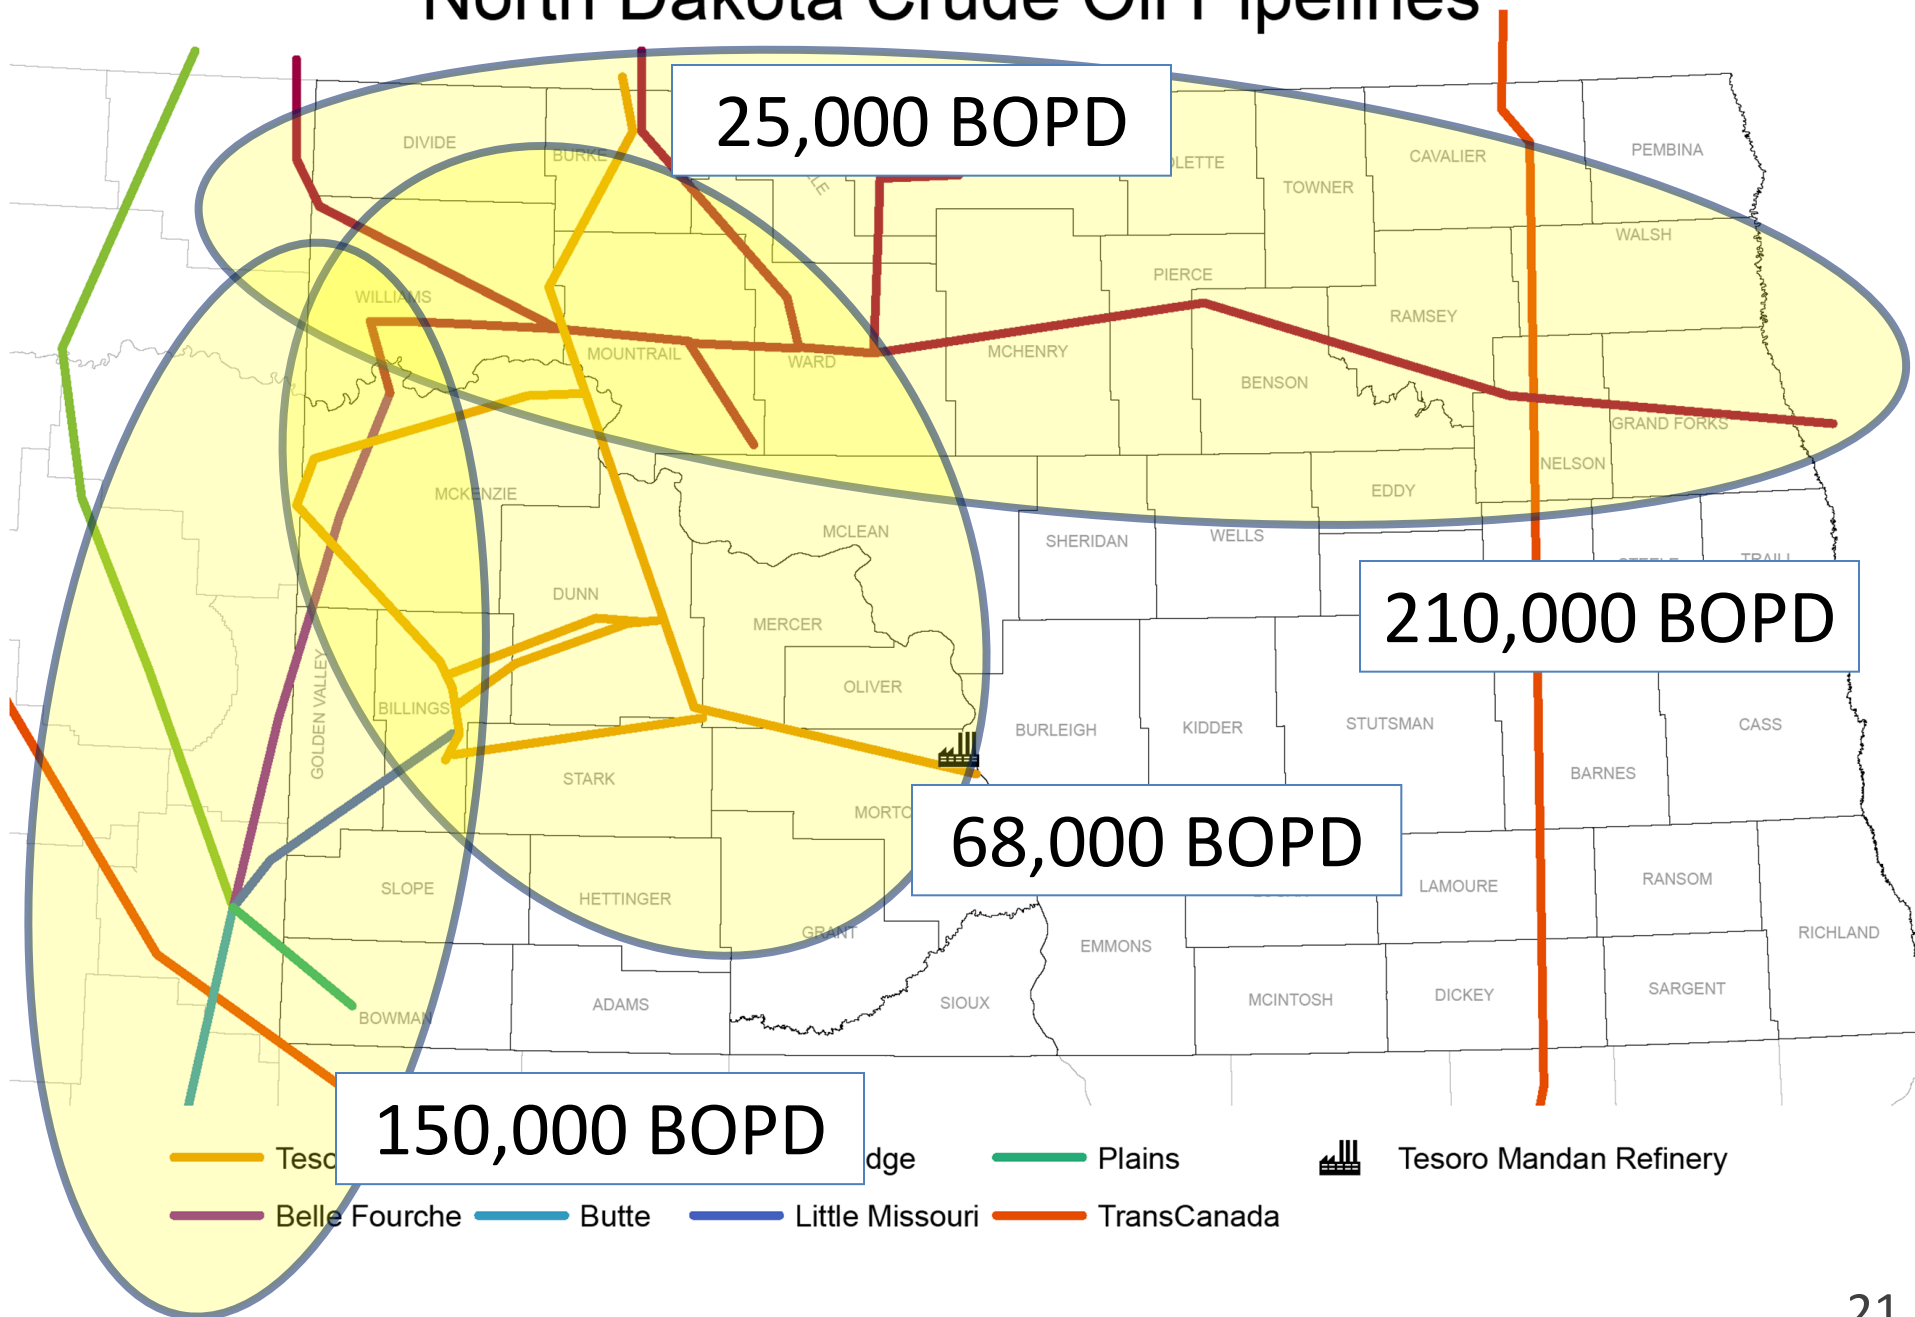 North Dakota Crude Oil Pipelines
25,000 BOPD
DIVIDE
BURKE
CAVALIER
PEMBINA
TOWNER
WALSH
PIERCE
WILLIAMS
RAMSEY
MOUNTRAIL
WARD
MCHENRY
BENSON
GRAND FORKS
NELSON
MCKENZIE
EDDY
MCLEAN
SHERIDAN
WELLS
DUNN
210,000 BOPD
MERCER
OLIVER
GOLDEN VALLEY
BILLINGS
BURLEIGH
KIDDER
STUTSMAN
CASS
STARK
BARNES
MORTO
68,000 BOPD
SLOPE
HETTINGER
LAMOURE
RANSOM
GRANT
EMMONS
RICHLAND
BOWMAN
ADAMS
SIOUX
MCINTOSH
DICKEY
SARGENT
150,000 BOPD
Teso dge Plains Tesoro Mandan Refinery
Belle Fourche Butte Little Missouri TransCanada
21